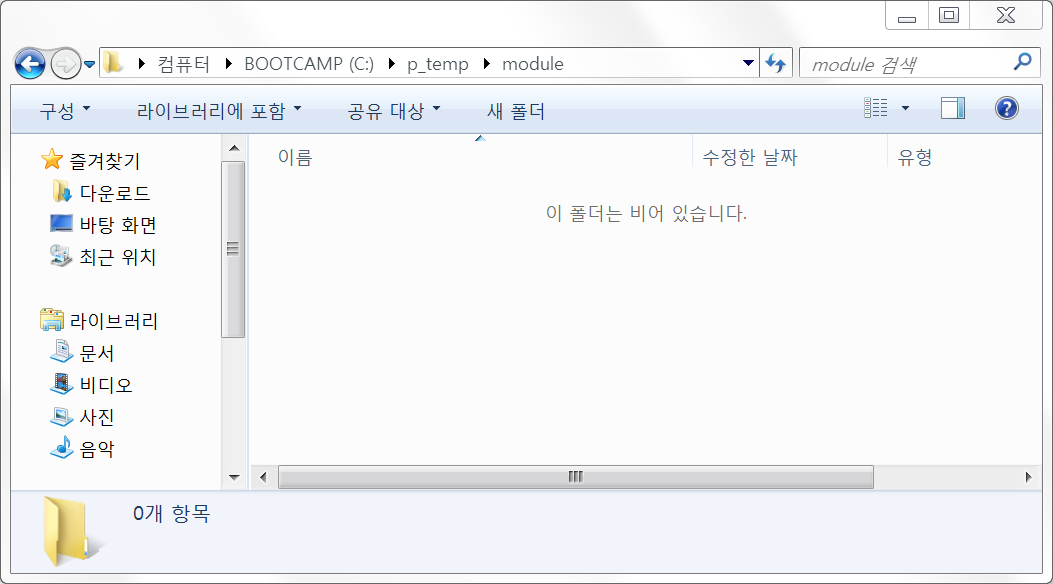 컴퓨터 BOOTCAMP (C:) p_temp module module 검색
구성 라이브러리에 포함 공유 대상 새 폴더
이름 수정한 날짜 유형
즐겨찾기
다운로드
바탕 화면
최근 위치
라이브러리
문서
비디오
사진
음악
이 폴더는 비어 있습니다.
0개 항목